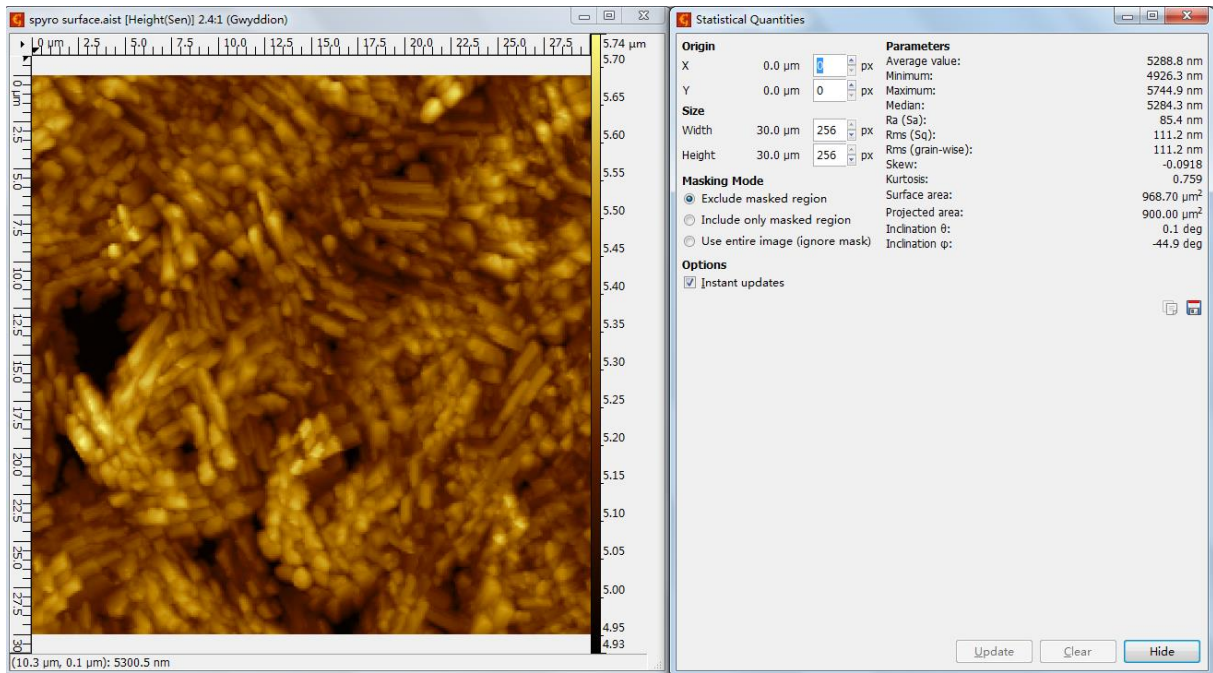 spyro surface.aist [Height(Sen)] 2.4:1 (Gwyddion)
0 µm 2.5 5.0 7.5 10.0 12.5 15.0 17.5 20.0 22.5 25.0 27.5
5.74 µm
5.70
5.65
5.60
5.55
5.50
5.45
5.40
5.35
5.30
5.25
5.20
5.15
5.10
5.05
5.00
4.95
4.93
0 µm
2.5
5.0
7.5
10.0
12.5
15.0
17.5
20.0
22.5
25.0
27.5
30
(10.3 µm, 0.1 µm): 5300.5 nm
Statistical Quantities
Origin
X 0.0 µm 0 px
Y 0.0 µm 0 px
Size
Width 30.0 µm 256 px
Height 30.0 µm 256 px
Masking Mode
Exclude masked region
Include only masked region
Use entire image (ignore mask)
Options
Instant updates
Parameters
Average value: 5288.8 nm
Minimum: 4926.3 nm
Maximum: 5744.9 nm
Median: 5284.3 nm
Ra (Sa): 85.4 nm
Rms (Sq): 111.2 nm
Rms (grain-wise): 111.2 nm
Skew: -0.0918
Kurtosis: 0.759
Surface area: 968.70 µm²
Projected area: 900.00 µm²
Inclination θ: 0.1 deg
Inclination φ: -44.9 deg
Update Clear Hide